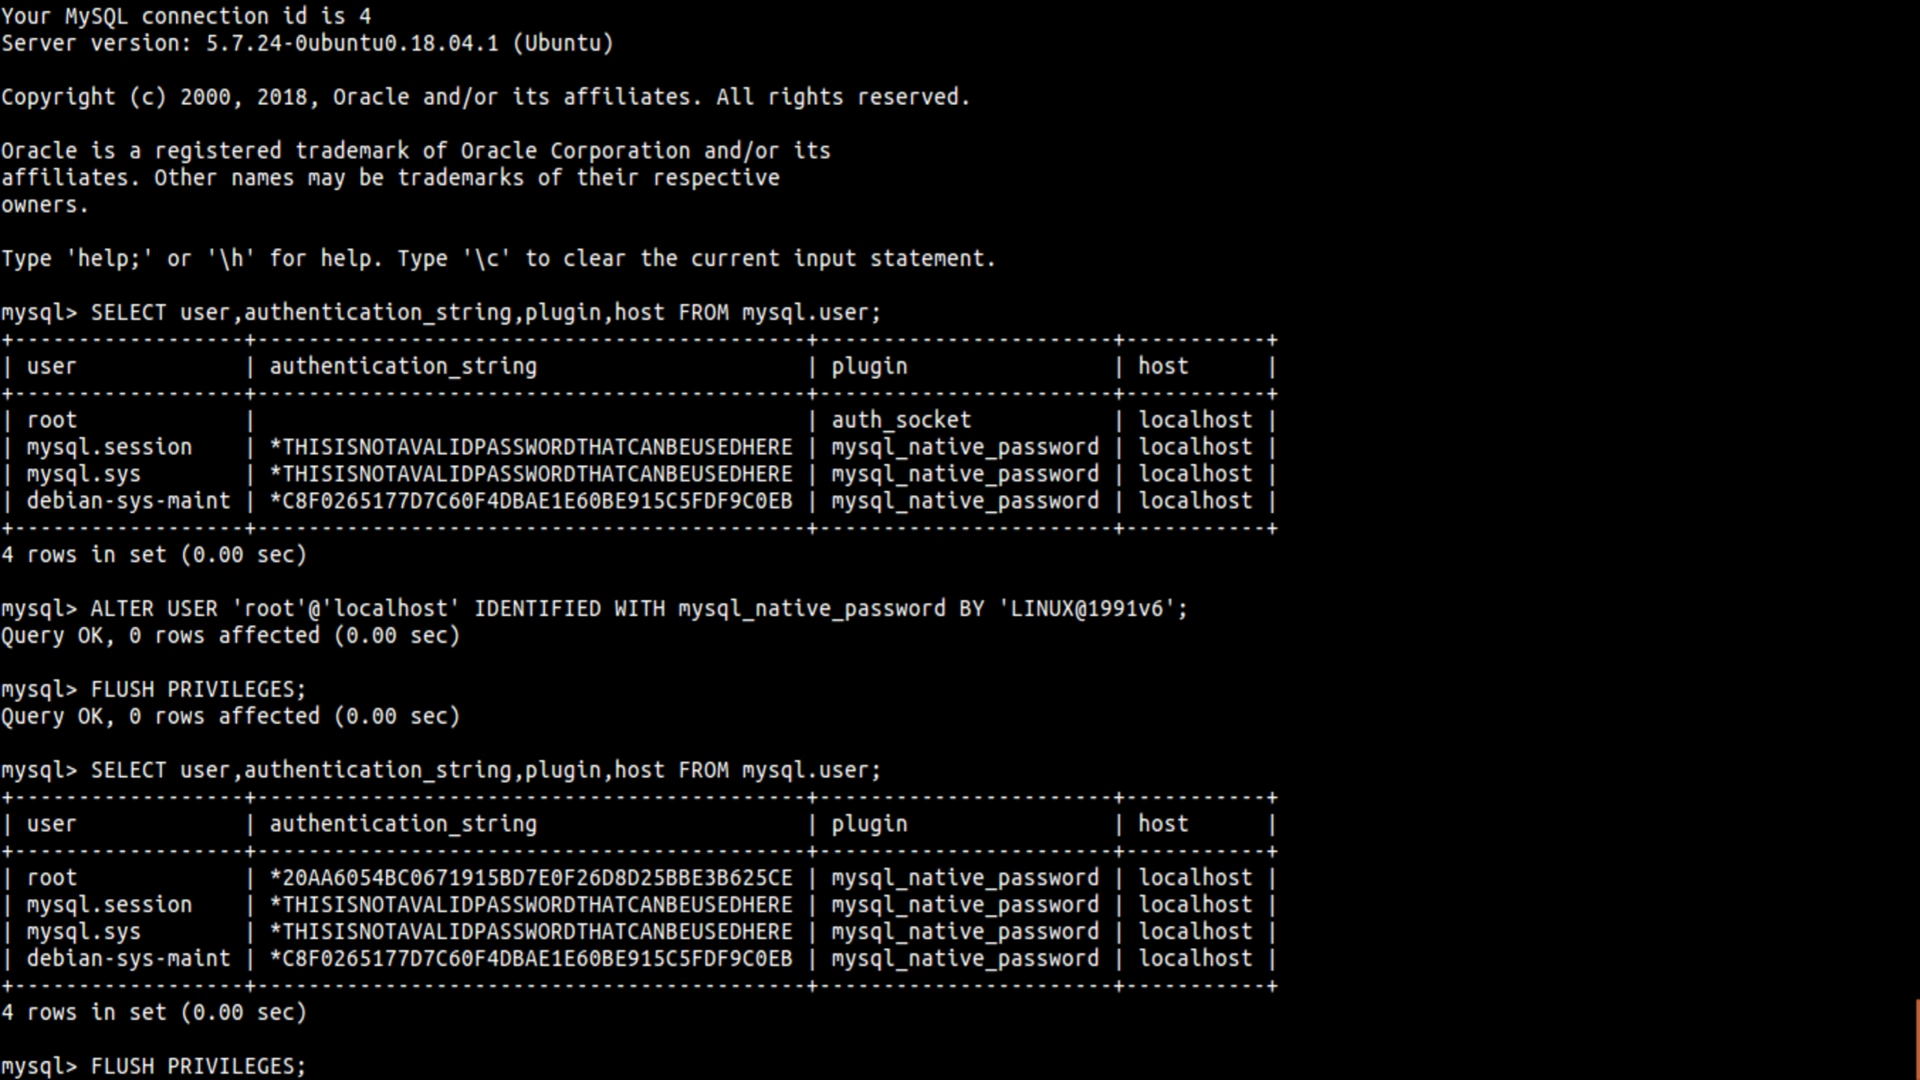 Your MySQL connection id is 4
Server version: 5.7.24-0ubuntu0.18.04.1 (Ubuntu)
Copyright (c) 2000, 2018, Oracle and/or its affiliates. All rights reserved.
Oracle is a registered trademark of Oracle Corporation and/or its
affiliates. Other names may be trademarks of their respective
owners.
Type 'help;' or '\h' for help. Type '\c' to clear the current input statement.
mysql> SELECT user,authentication_string,plugin,host FROM mysql.user;
+------------------+-------------------------------------------+-----------------------+-----------+
| user             | authentication_string                     | plugin                | host      |
+------------------+-------------------------------------------+-----------------------+-----------+
| root             |                                           | auth_socket           | localhost |
| mysql.session    | *THISISNOTAVALIDPASSWORDTHATCANBEUSEDHERE | mysql_native_password | localhost |
| mysql.sys        | *THISISNOTAVALIDPASSWORDTHATCANBEUSEDHERE | mysql_native_password | localhost |
| debian-sys-maint | *C8F0265177D7C60F4DBAE1E60BE915C5FDF9C0EB | mysql_native_password | localhost |
+------------------+-------------------------------------------+-----------------------+-----------+
4 rows in set (0.00 sec)
mysql> ALTER USER 'root'@'localhost' IDENTIFIED WITH mysql_native_password BY 'LINUX@1991v6';
Query OK, 0 rows affected (0.00 sec)
mysql> FLUSH PRIVILEGES;
Query OK, 0 rows affected (0.00 sec)
mysql> SELECT user,authentication_string,plugin,host FROM mysql.user;
+------------------+-------------------------------------------+-----------------------+-----------+
| user             | authentication_string                     | plugin                | host      |
+------------------+-------------------------------------------+-----------------------+-----------+
| root             | *20AA6054BC0671915BD7E0F26D8D25BBE3B625CE | mysql_native_password | localhost |
| mysql.session    | *THISISNOTAVALIDPASSWORDTHATCANBEUSEDHERE | mysql_native_password | localhost |
| mysql.sys        | *THISISNOTAVALIDPASSWORDTHATCANBEUSEDHERE | mysql_native_password | localhost |
| debian-sys-maint | *C8F0265177D7C60F4DBAE1E60BE915C5FDF9C0EB | mysql_native_password | localhost |
+------------------+-------------------------------------------+-----------------------+-----------+
4 rows in set (0.00 sec)
mysql> FLUSH PRIVILEGES;